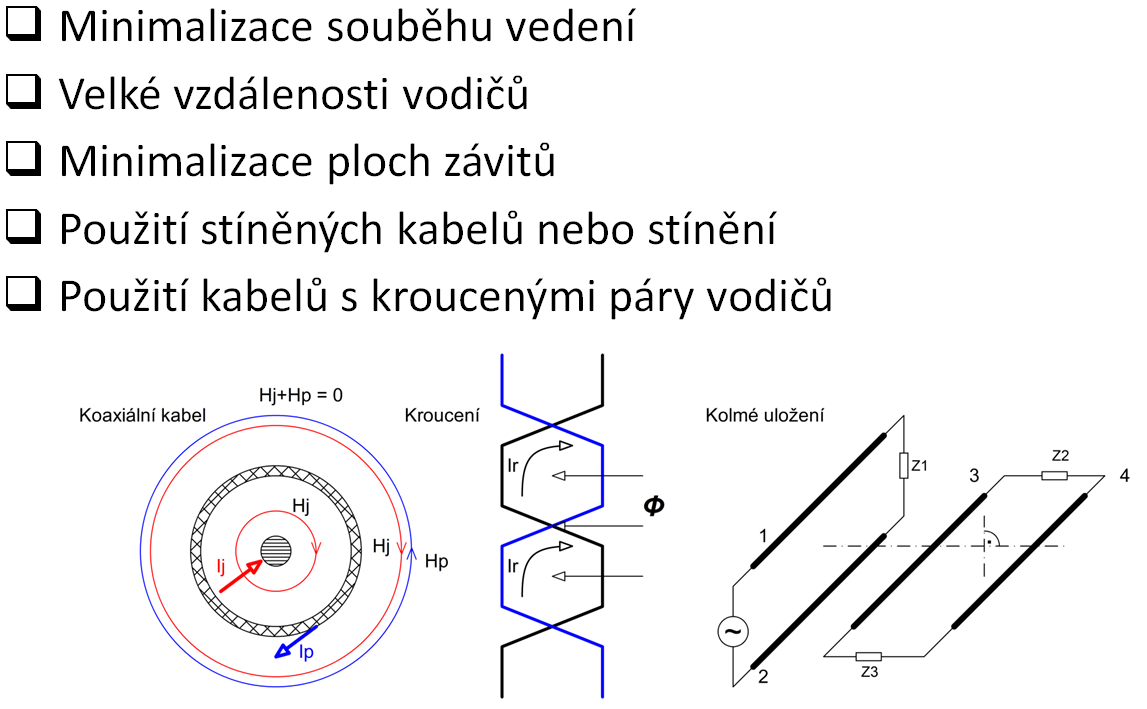 Minimalizace souběhu vedení
Velké vzdálenosti vodičů
Minimalizace ploch závitů
Použití stíněných kabelů nebo stínění
Použití kabelů s kroucenými páry vodičů
Hj+Hp = 0
Koaxiální kabel
Hj
Hj
Hp
Ij
Ip
Kroucení
Ir
Ir
Φ
Kolmé uložení
Z1
Z2
3
4
1
~
2
Z3